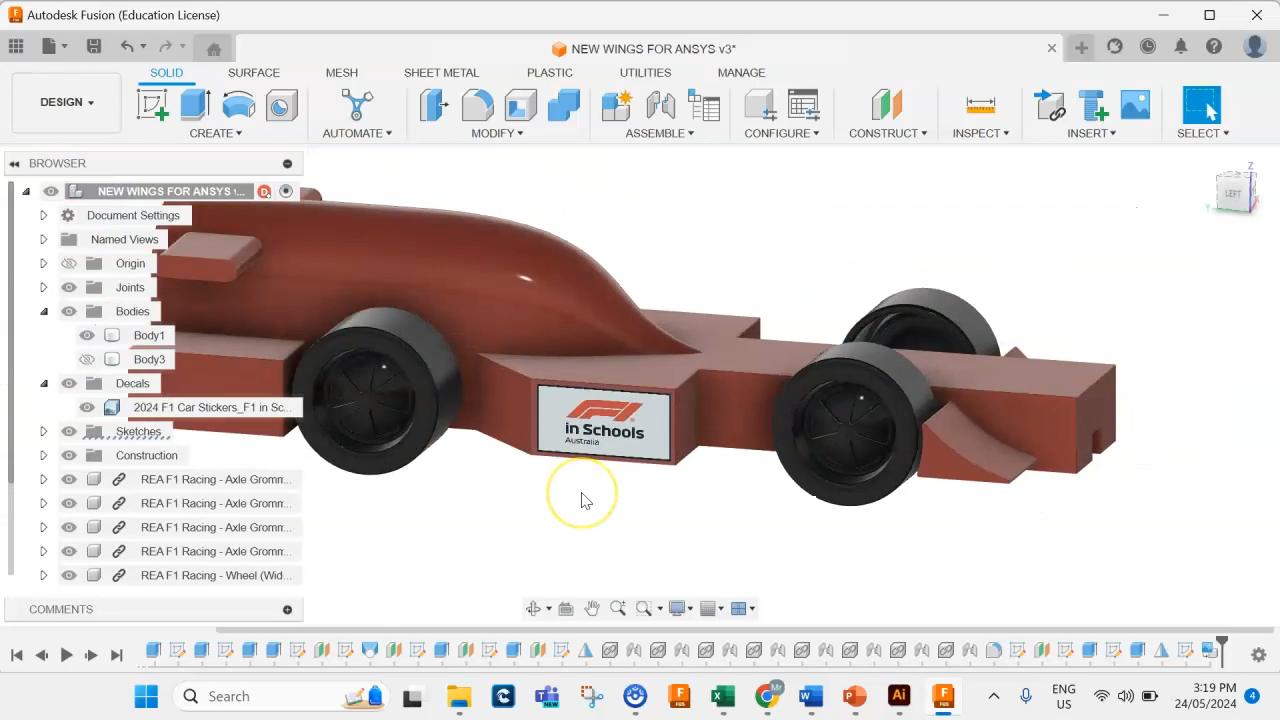 Autodesk Fusion (Education License)
NEW WINGS FOR ANSYS v3*
SOLID
SURFACE
MESH
SHEET METAL
PLASTIC
UTILITIES
MANAGE
DESIGN
CREATE
AUTOMATE
MODIFY
ASSEMBLE
CONFIGURE
CONSTRUCT
INSPECT
INSERT
SELECT
BROWSER
NEW WINGS FOR ANSYS v...
Document Settings
Named Views
Origin
Joints
Bodies
Body1
Body3
Decals
2024 F1 Car Stickers_F1 in Sc...
Sketches
Construction
REA F1 Racing - Axle Gromm...
REA F1 Racing - Axle Gromm...
REA F1 Racing - Axle Gromm...
REA F1 Racing - Axle Gromm...
REA F1 Racing - Wheel (Wid...
COMMENTS
Z
LEFT
in Schools
Australia
Search
ENG
US
3:19 PM
24/05/2024
4